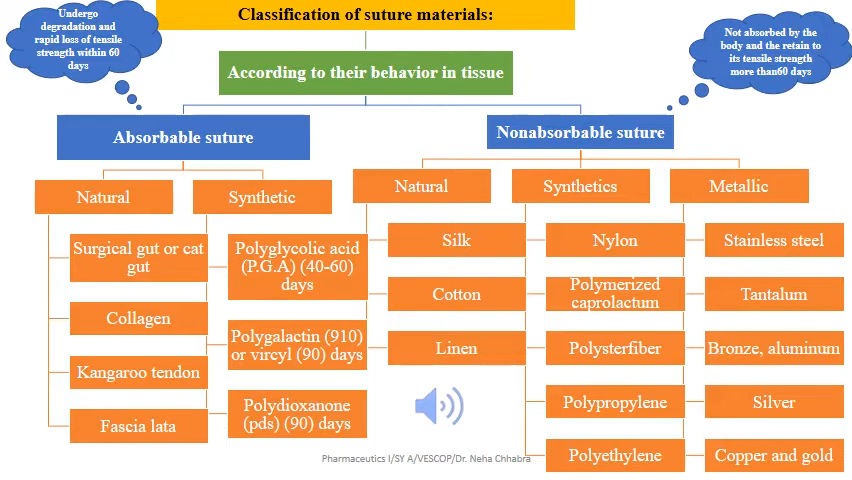 Classification of suture materials:
Undergo
degradation and
rapid loss of tensile
strength within 60
days
Not absorbed by the
body and the retain to
its tensile strength
more than60 days
According to their behavior in tissue
Absorbable suture
Nonabsorbable suture
Natural
Synthetic
Natural
Synthetics
Metallic
Surgical gut or cat
gut
Collagen
Kangaroo tendon
Fascia lata
Polyglycolic acid
(P.G.A) (40-60)
days
Polygalactin (910)
or vircyl (90) days
Polydioxanone
(pds) (90) days
Silk
Cotton
Linen
Nylon
Polymerized
caprolactum
Polysterfiber
Polypropylene
Polyethylene
Stainless steel
Tantalum
Bronze, aluminum
Silver
Copper and gold
Pharmaceutics I/SY A/VESCOP/Dr. Neha Chhabra